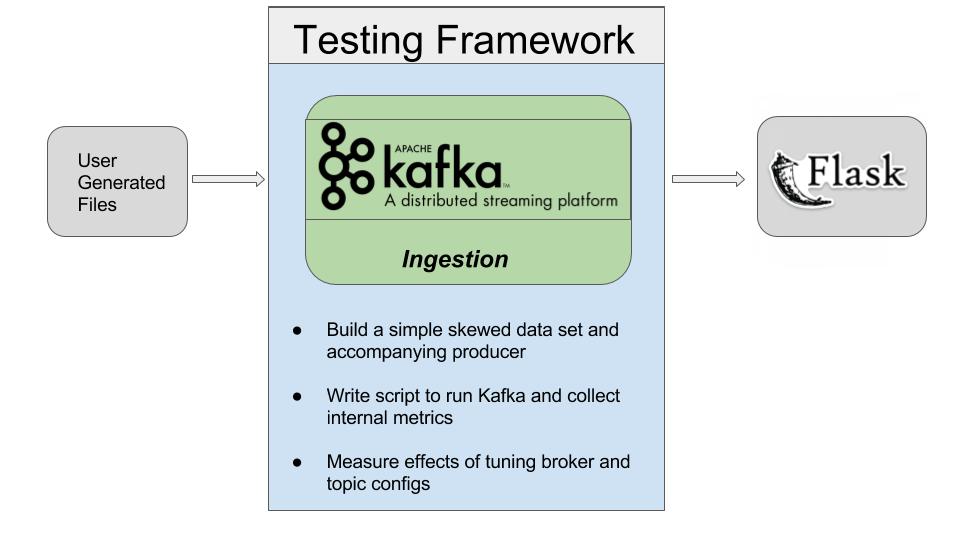 Testing Framework
User
Generated
Files
APACHE
kafka™
A distributed streaming platform
Ingestion
Flask
● Build a simple skewed data set and
accompanying producer
● Write script to run Kafka and collect
internal metrics
● Measure effects of tuning broker and
topic configs